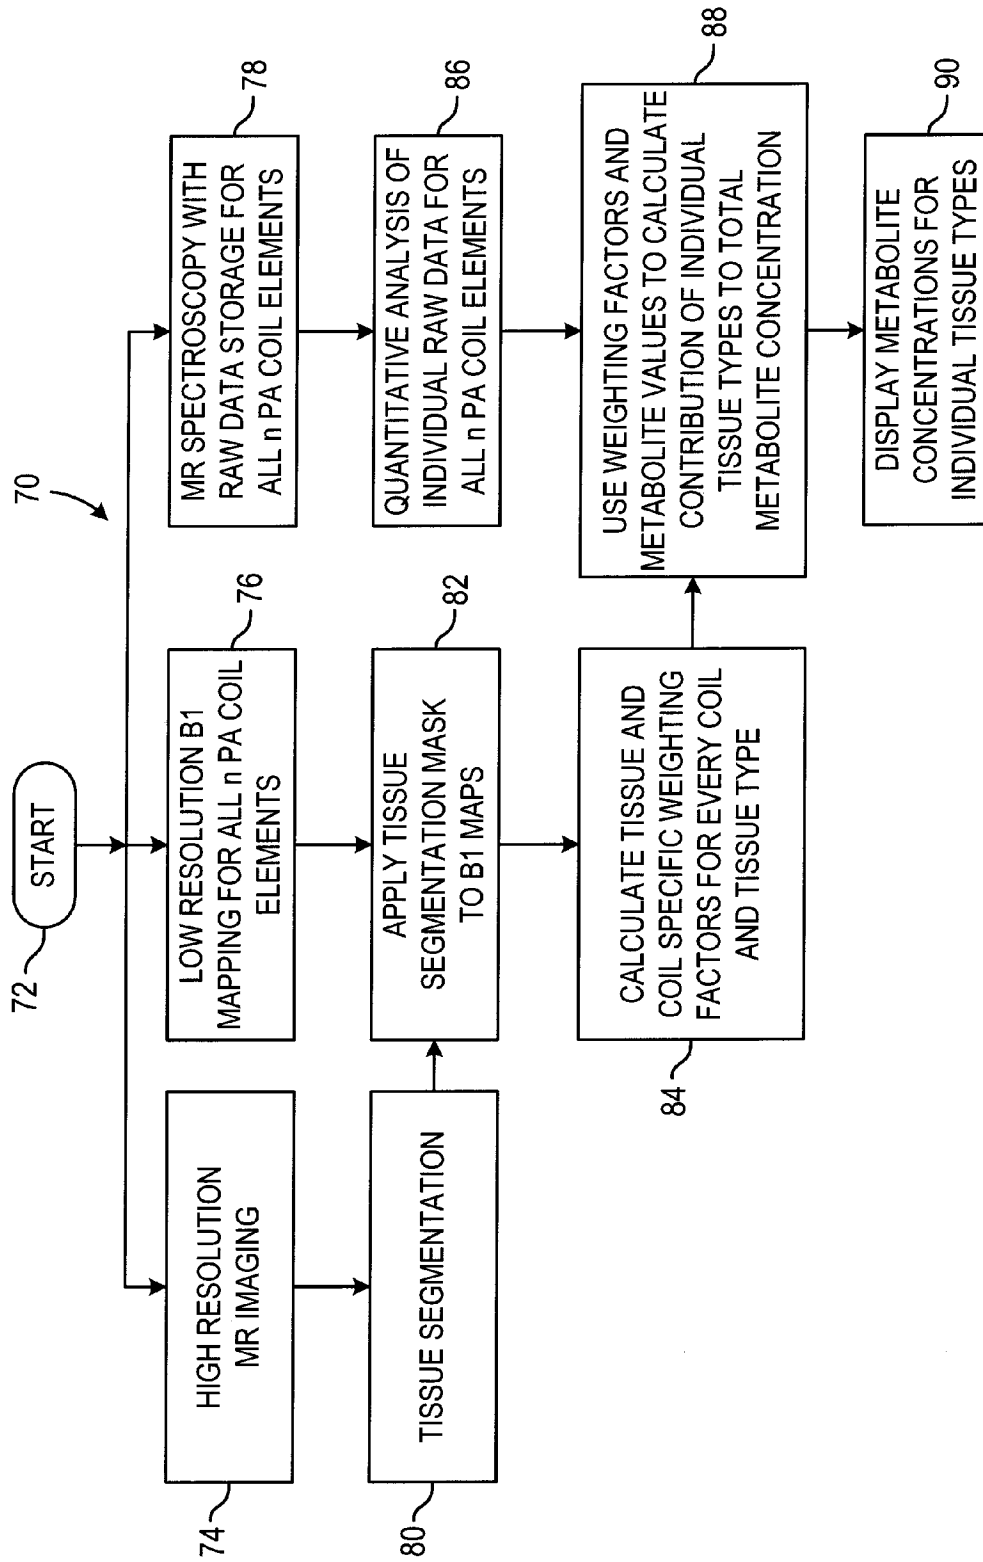 70
72
START
74
HIGH RESOLUTION
MR IMAGING
76
LOW RESOLUTION B1
MAPPING FOR ALL n PA COIL
ELEMENTS
78
MR SPECTROSCOPY WITH
RAW DATA STORAGE FOR
ALL n PA COIL ELEMENTS
80
TISSUE SEGMENTATION
82
APPLY TISSUE
SEGMENTATION MASK
TO B1 MAPS
86
QUANTITATIVE ANALYSIS OF
INDIVIDUAL RAW DATA FOR
ALL n PA COIL ELEMENTS
84
CALCULATE TISSUE AND
COIL SPECIFIC WEIGHTING
FACTORS FOR EVERY COIL
AND TISSUE TYPE
88
USE WEIGHTING FACTORS AND
METABOLITE VALUES TO CALCULATE
CONTRIBUTION OF INDIVIDUAL
TISSUE TYPES TO TOTAL
METABOLITE CONCENTRATION
90
DISPLAY METABOLITE
CONCENTRATIONS FOR
INDIVIDUAL TISSUE TYPES